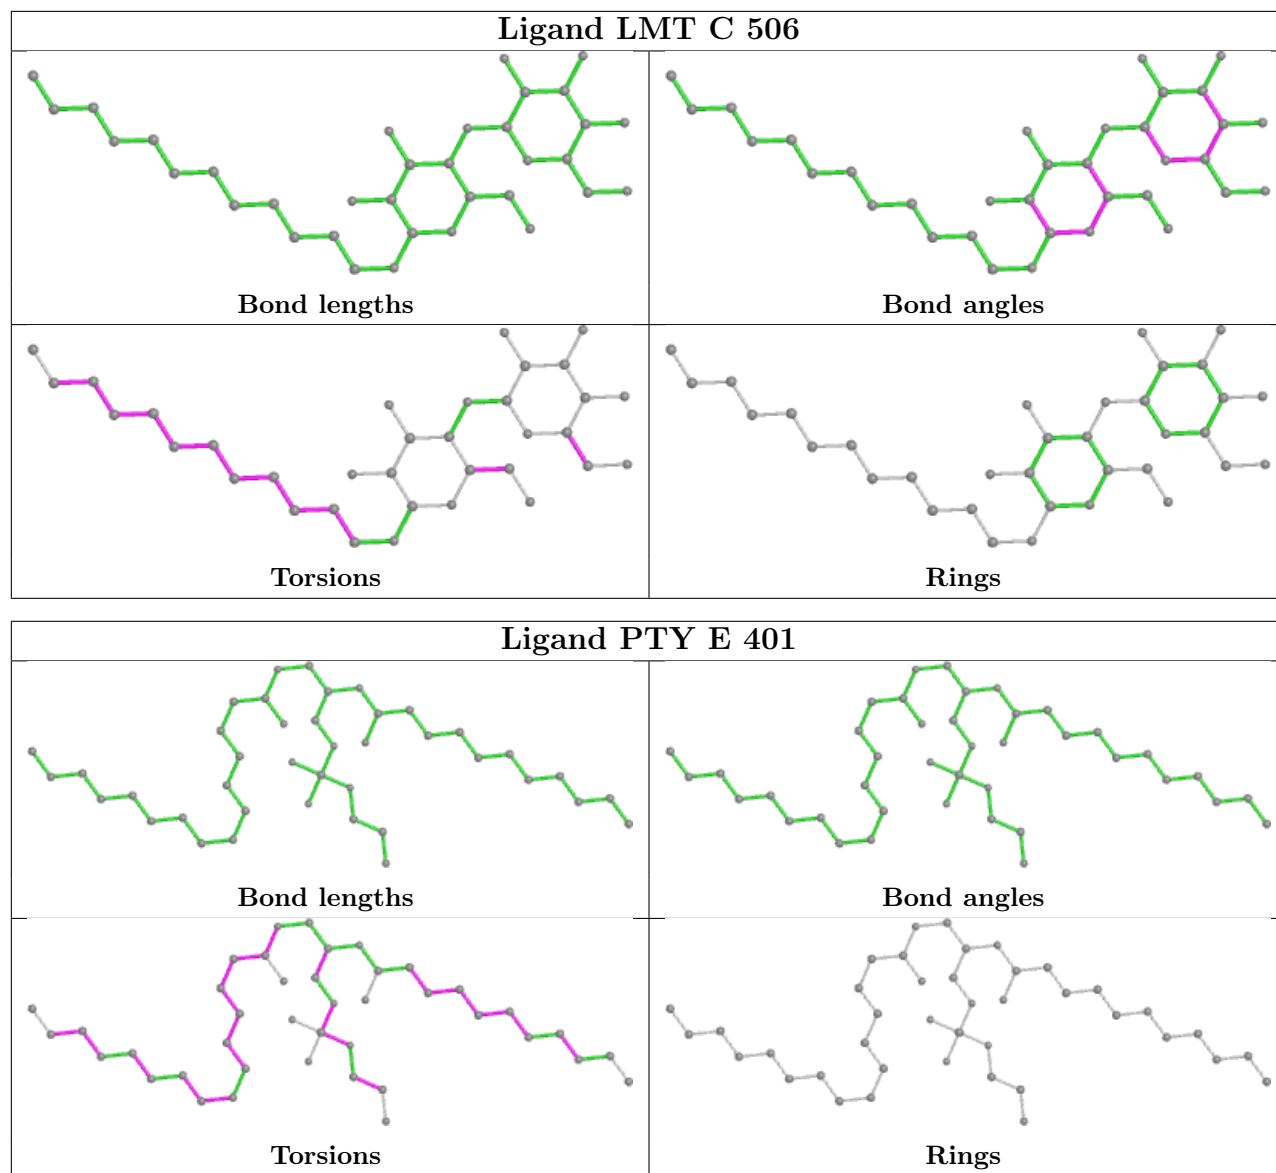 Ligand LMT C 506
Bond lengths
Bond angles
Torsions
Rings
Ligand PTY E 401
Bond lengths
Bond angles
Torsions
Rings